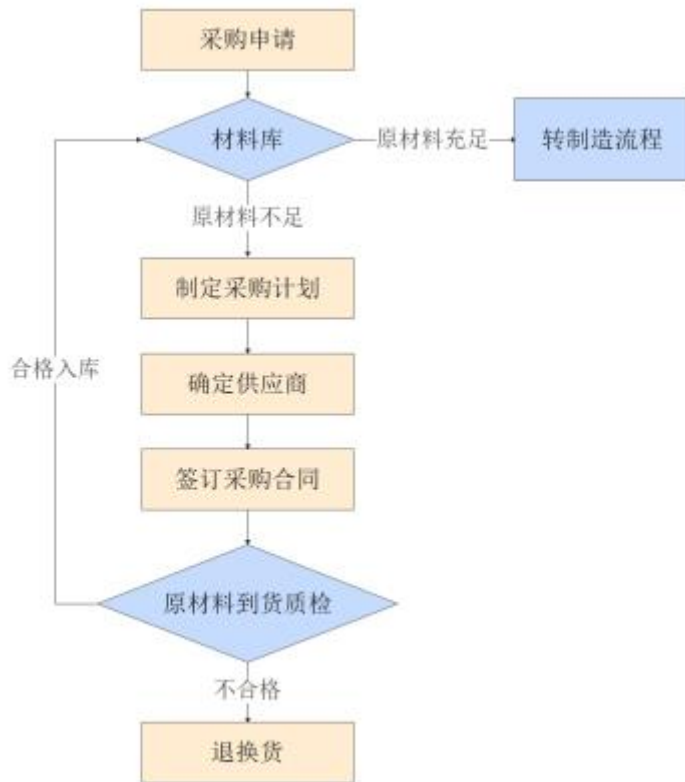 采购申请
材料库
原材料充足
转制造流程
原材料不足
制定采购计划
合格入库
确定供应商
签订采购合同
原材料到货质检
不合格
退换货